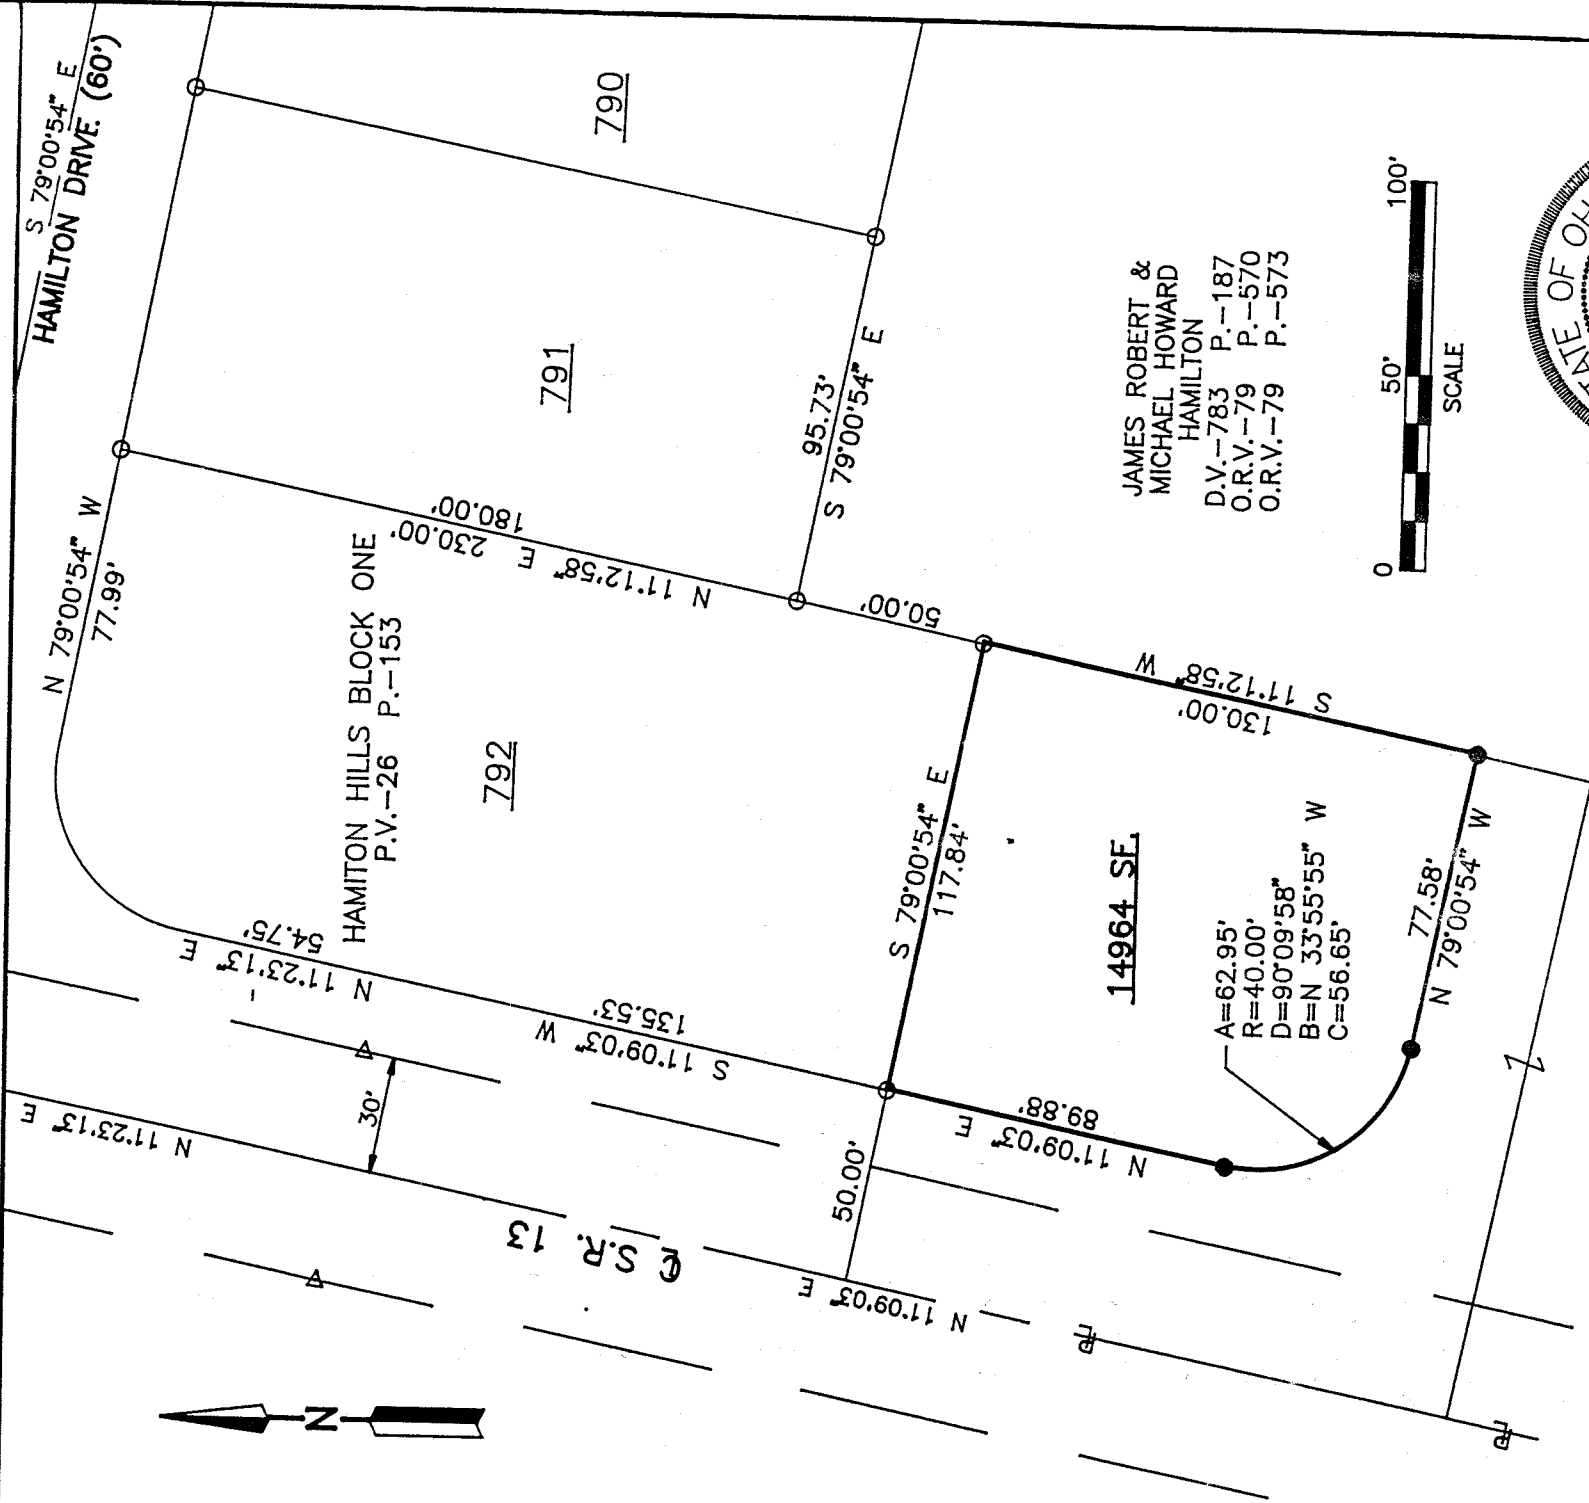 S 79°00'54" E
HAMILTON DRIVE. (60')
790
791
N 79°00'54" W
77.99'
180.00'
230.00'
N 11°12'58" E
HAMITON HILLS BLOCK ONE
P.V.-26 P.-153
792
95.73'
S 79°00'54" E
50.00'
54.75'
N 11°23'13" E
135.53'
S 11°09'03" W
N 11°23'13" E
30'
℄ S.R. 13
50.00'
N 11°09'03" E
S 79°00'54" E
117.84'
S 11°12'58" W
130.00'
14964 SF.
89.88'
N 11°09'03" E
A=62.95'
R=40.00'
D=90°09'58"
B=N 33°55'55" W
C=56.65'
77.58'
N 79°00'54" W
JAMES ROBERT &
MICHAEL HOWARD
HAMILTON
D.V.-783 P.-187
O.R.V.-79 P.-570
O.R.V.-79 P.-573
0 50' 100'
SCALE
OF
N
PL
PL